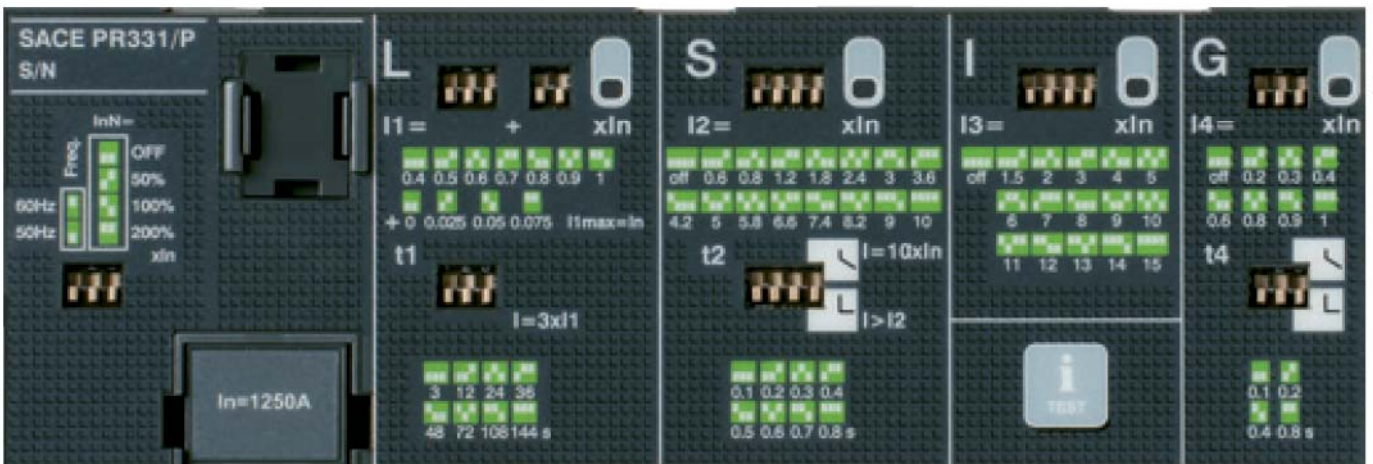 SACE PR331/P
S/N
InN=
Freq.
OFF
50%
60Hz 100%
50Hz 200%
xIn
In=1250A
L
I1= + xIn
0.4 0.5 0.6 0.7 0.8 0.9 1
+ 0 0.025 0.05 0.075 I1max=In
t1
I=3xI1
3 12 24 36
48 72 108 144 s
S
I2= xIn
off 0.6 0.8 1.2 1.8 2.4 3 3.6
4.2 5 5.8 6.6 7.4 8.2 9 10
t2 I=10xIn
I>I2
0.1 0.2 0.3 0.4
0.5 0.6 0.7 0.8 s
I
I3= xIn
off 1.5 2 3 4 5
6 7 8 9 10
11 12 13 14 15
i
TEST
G
I4= xIn
off 0.2 0.3 0.4
0.6 0.8 0.9 1
t4
0.1 0.2
0.4 0.8 s